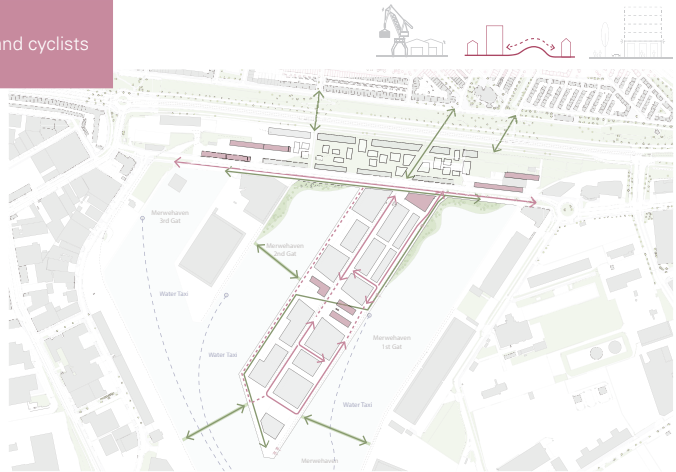 and cyclists
Merwehaven
3rd Gat
Merwehaven
2nd Gat
Water Taxi
Merwehaven
1st Gat
Water Taxi
Water Taxi
Merwehaven